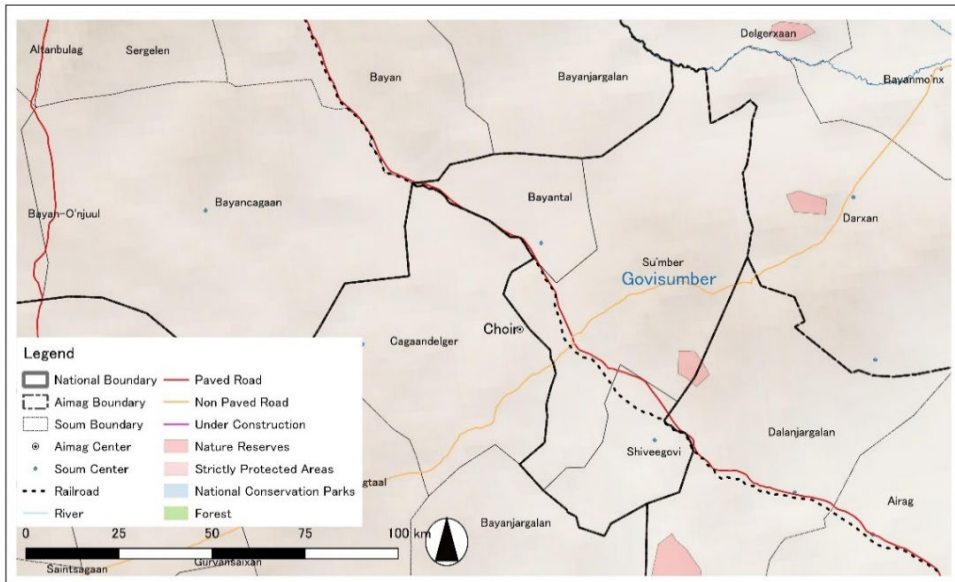 Delgerxaan
Altanbulag
Sergelen
Bayan
Bayanjargalan
Bayanmo'nx
Bayan-O'njuul
Bayancagaan
Bayantal
Darxan
Su'mber
Govisumber
Choir
Cagaandelger
Legend
National Boundary
Aimag Boundary
Soum Boundary
Aimag Center
Soum Center
Railroad
River
Paved Road
Non Paved Road
Under Construction
Nature Reserves
Strictly Protected Areas
National Conservation Parks
Forest
Dalanjargalan
Shiveegovi
gtaal
Airag
Bayanjargalan
0 25 50 75 100 km
Saintsagaan
Gurvansaixan